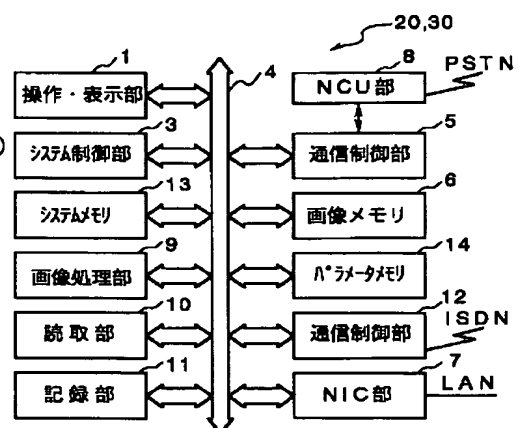 20,30
1
操作・表示部
3
システム制御部
13
システムメモリ
9
画像処理部
10
読取部
11
記録部
4
8
NCU部
PSTN
5
通信制御部
6
画像メモリ
14
パラメータメモリ
12
通信制御部
ISDN
7
NIC部
LAN